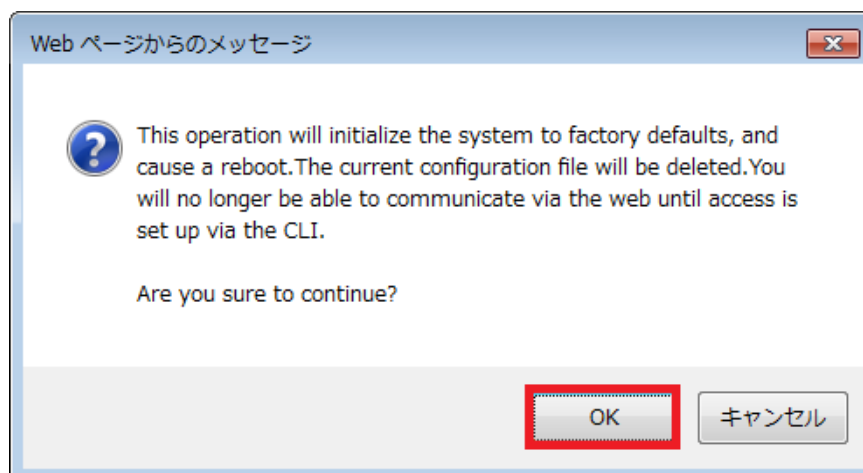 Web ページからのメッセージ
This operation will initialize the system to factory defaults, and
cause a reboot.The current configuration file will be deleted.You
will no longer be able to communicate via the web until access is
set up via the CLI.
Are you sure to continue?
OK
キャンセル